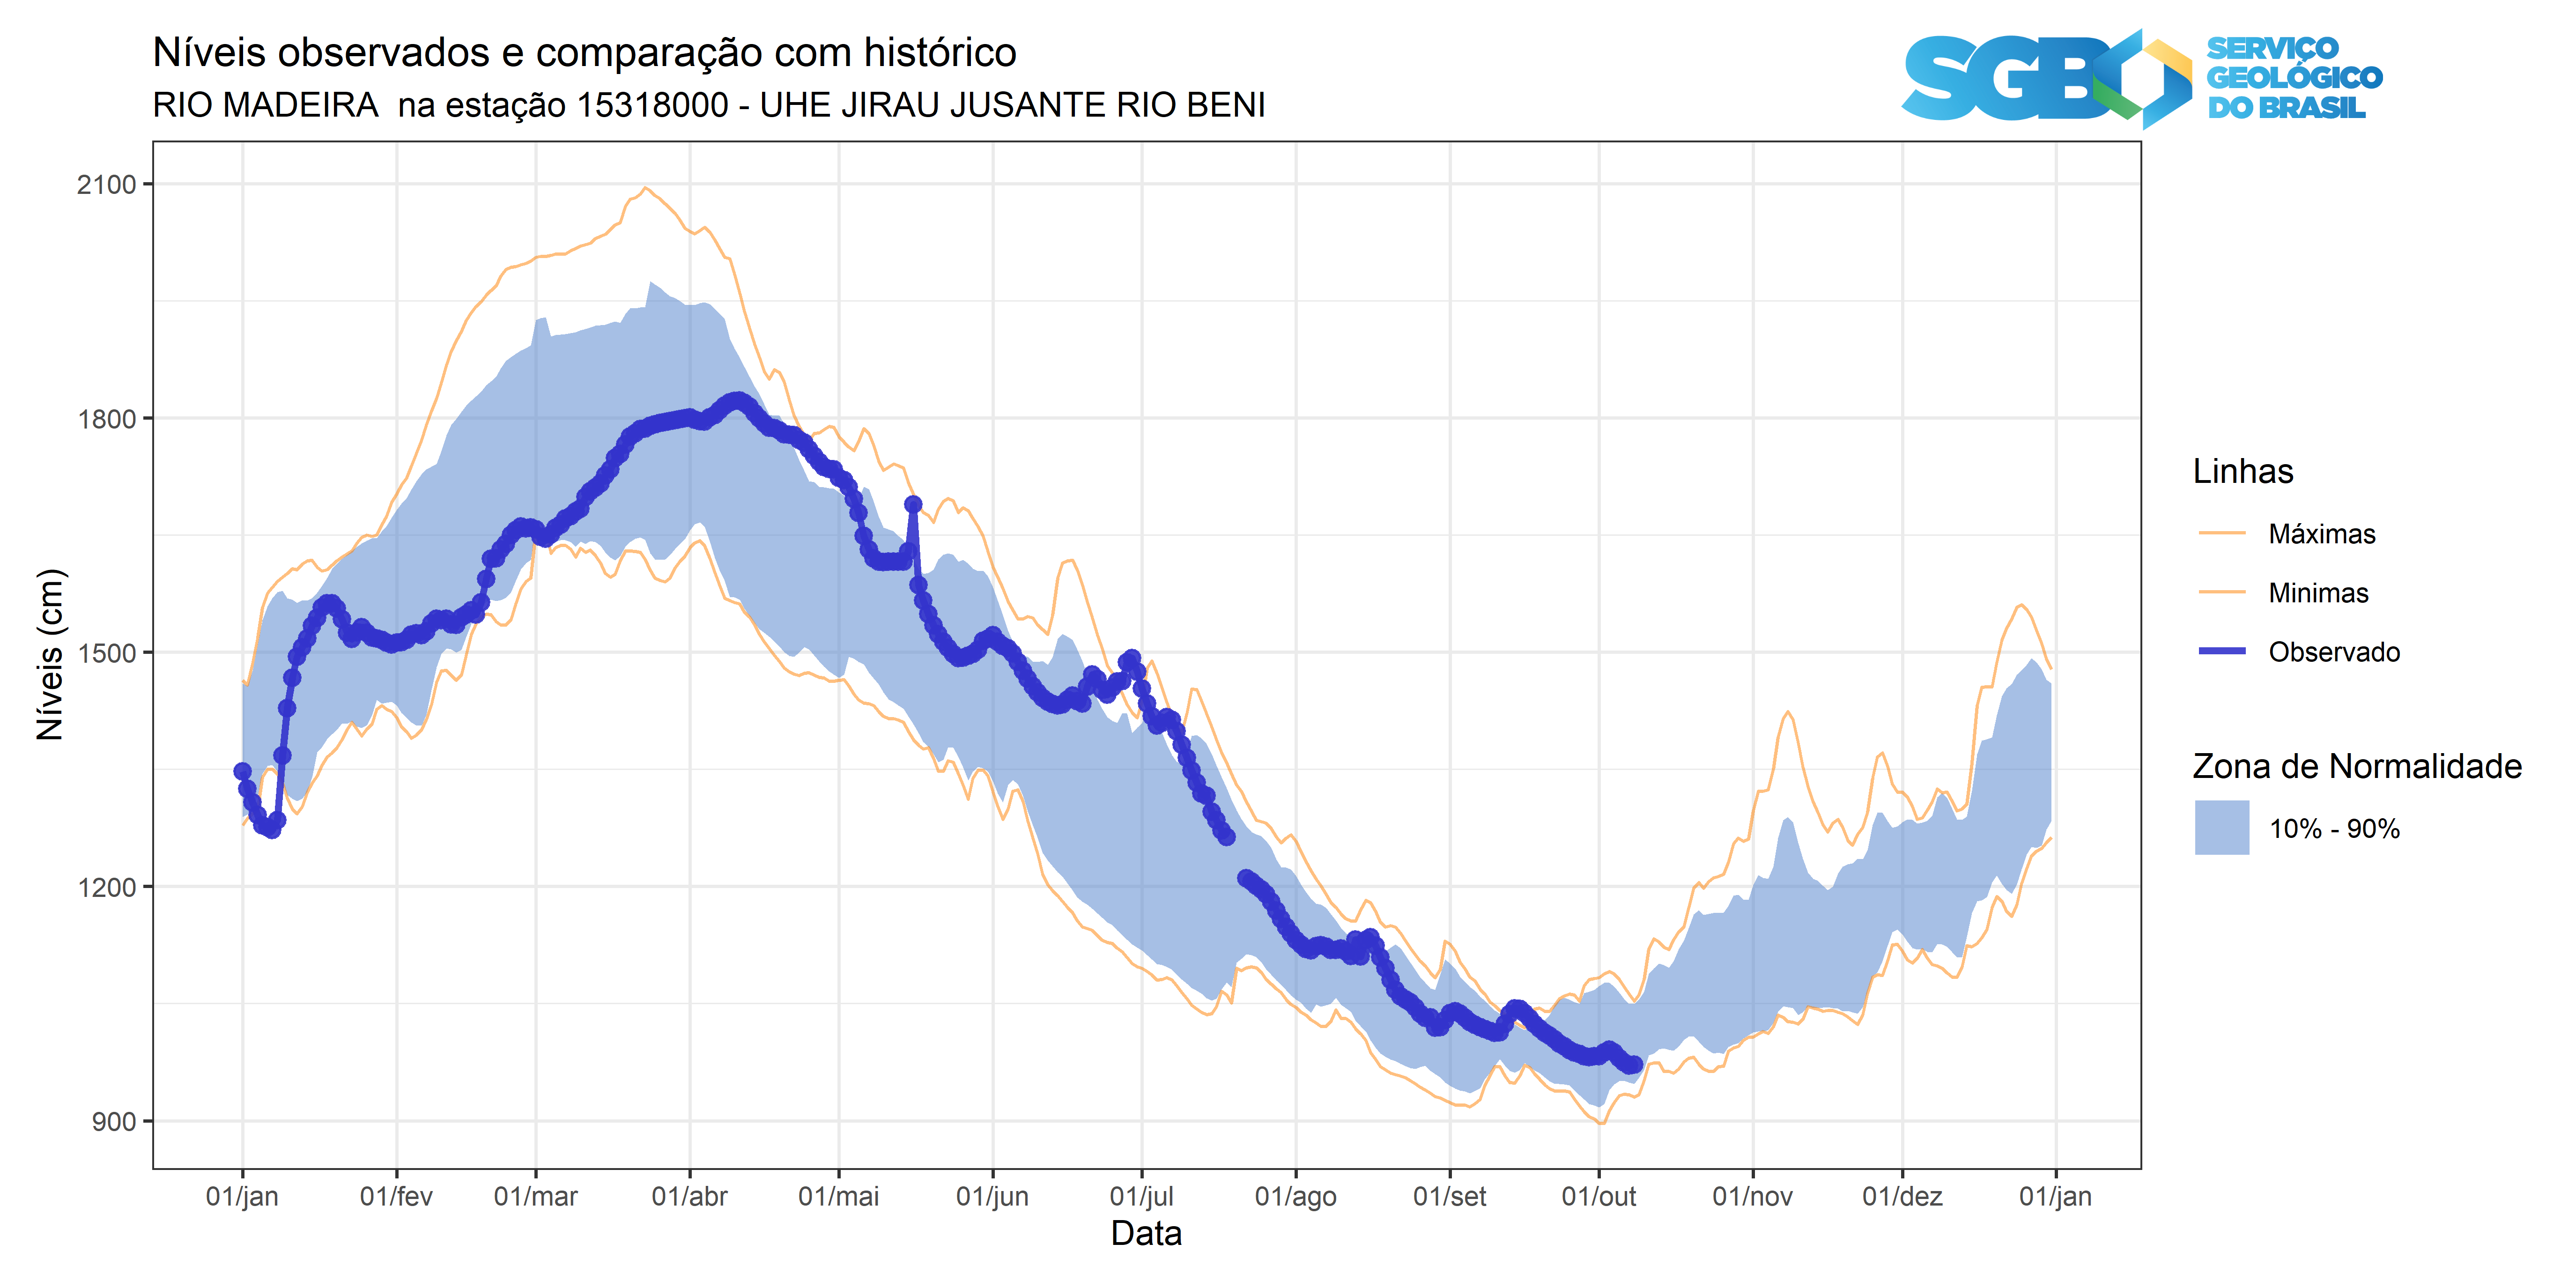 Níveis observados e comparação com histórico
RIO MADEIRA  na estação 15318000 - UHE JIRAU JUSANTE RIO BENI
SGB
SERVIÇO
GEOLÓGICO
DO BRASIL
Níveis (cm)
2100
1800
1500
1200
900
01/jan
01/fev
01/mar
01/abr
01/mai
01/jun
01/jul
01/ago
01/set
01/out
01/nov
01/dez
01/jan
Data
Linhas
Máximas
Minimas
Observado
Zona de Normalidade
10% - 90%